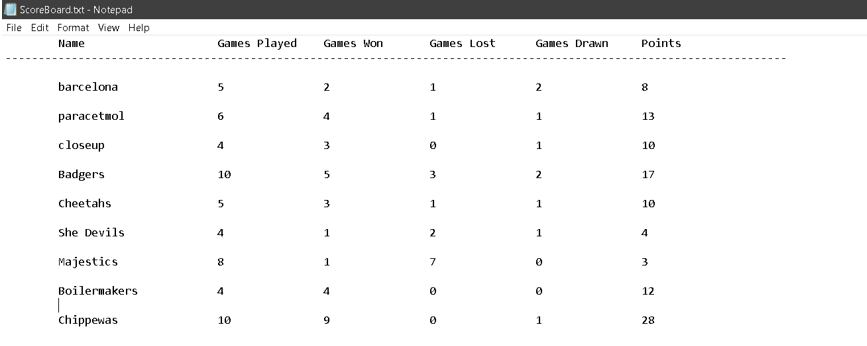 ScoreBoard.txt - Notepad
File Edit Format View Help
Name Games Played Games Won Games Lost Games Drawn Points
barcelona 5 2 1 2 8
paracetmol 6 4 1 1 13
closeup 4 3 0 1 10
Badgers 10 5 3 2 17
Cheetahs 5 3 1 1 10
She Devils 4 1 2 1 4
Majestics 8 1 7 0 3
Boilermakers 4 4 0 0 12
Chippewas 10 9 0 1 28